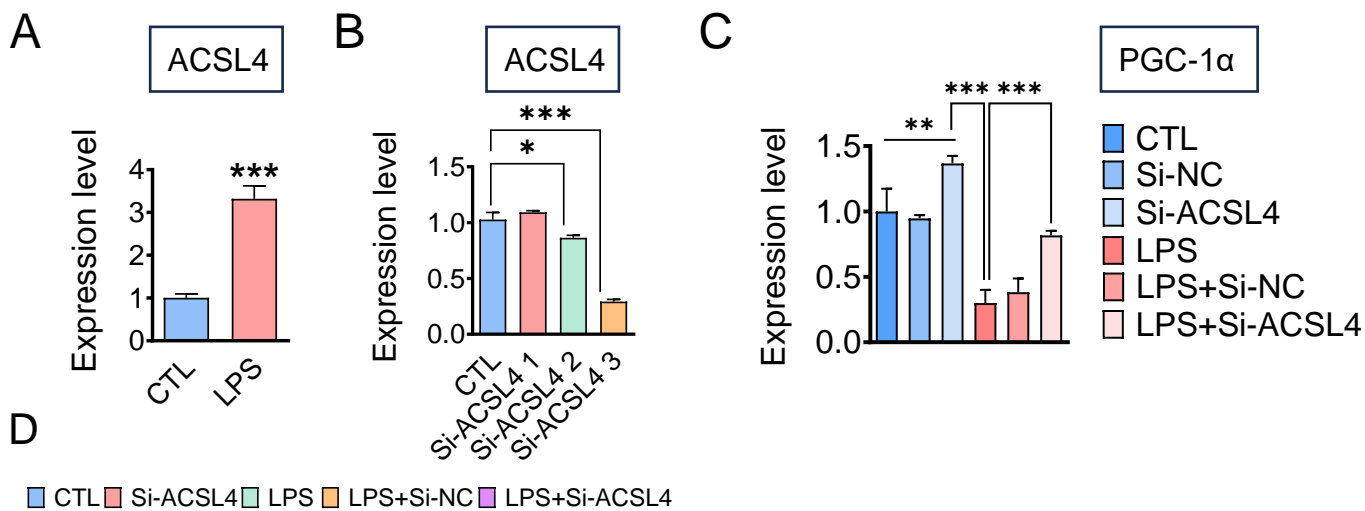 A
ACSL4
Expression level
4
3
2
1
0
***
CTL
LPS
B
ACSL4
Expression level
1.5
1.0
0.5
0.0
***
*
CTL
Si-ACSL4 1
Si-ACSL4 2
Si-ACSL4 3
C
PGC-1α
Expression level
1.5
1.0
0.5
0.0
**
*** ***
CTL
Si-NC
Si-ACSL4
LPS
LPS+Si-NC
LPS+Si-ACSL4
D
CTL Si-ACSL4 LPS LPS+Si-NC LPS+Si-ACSL4